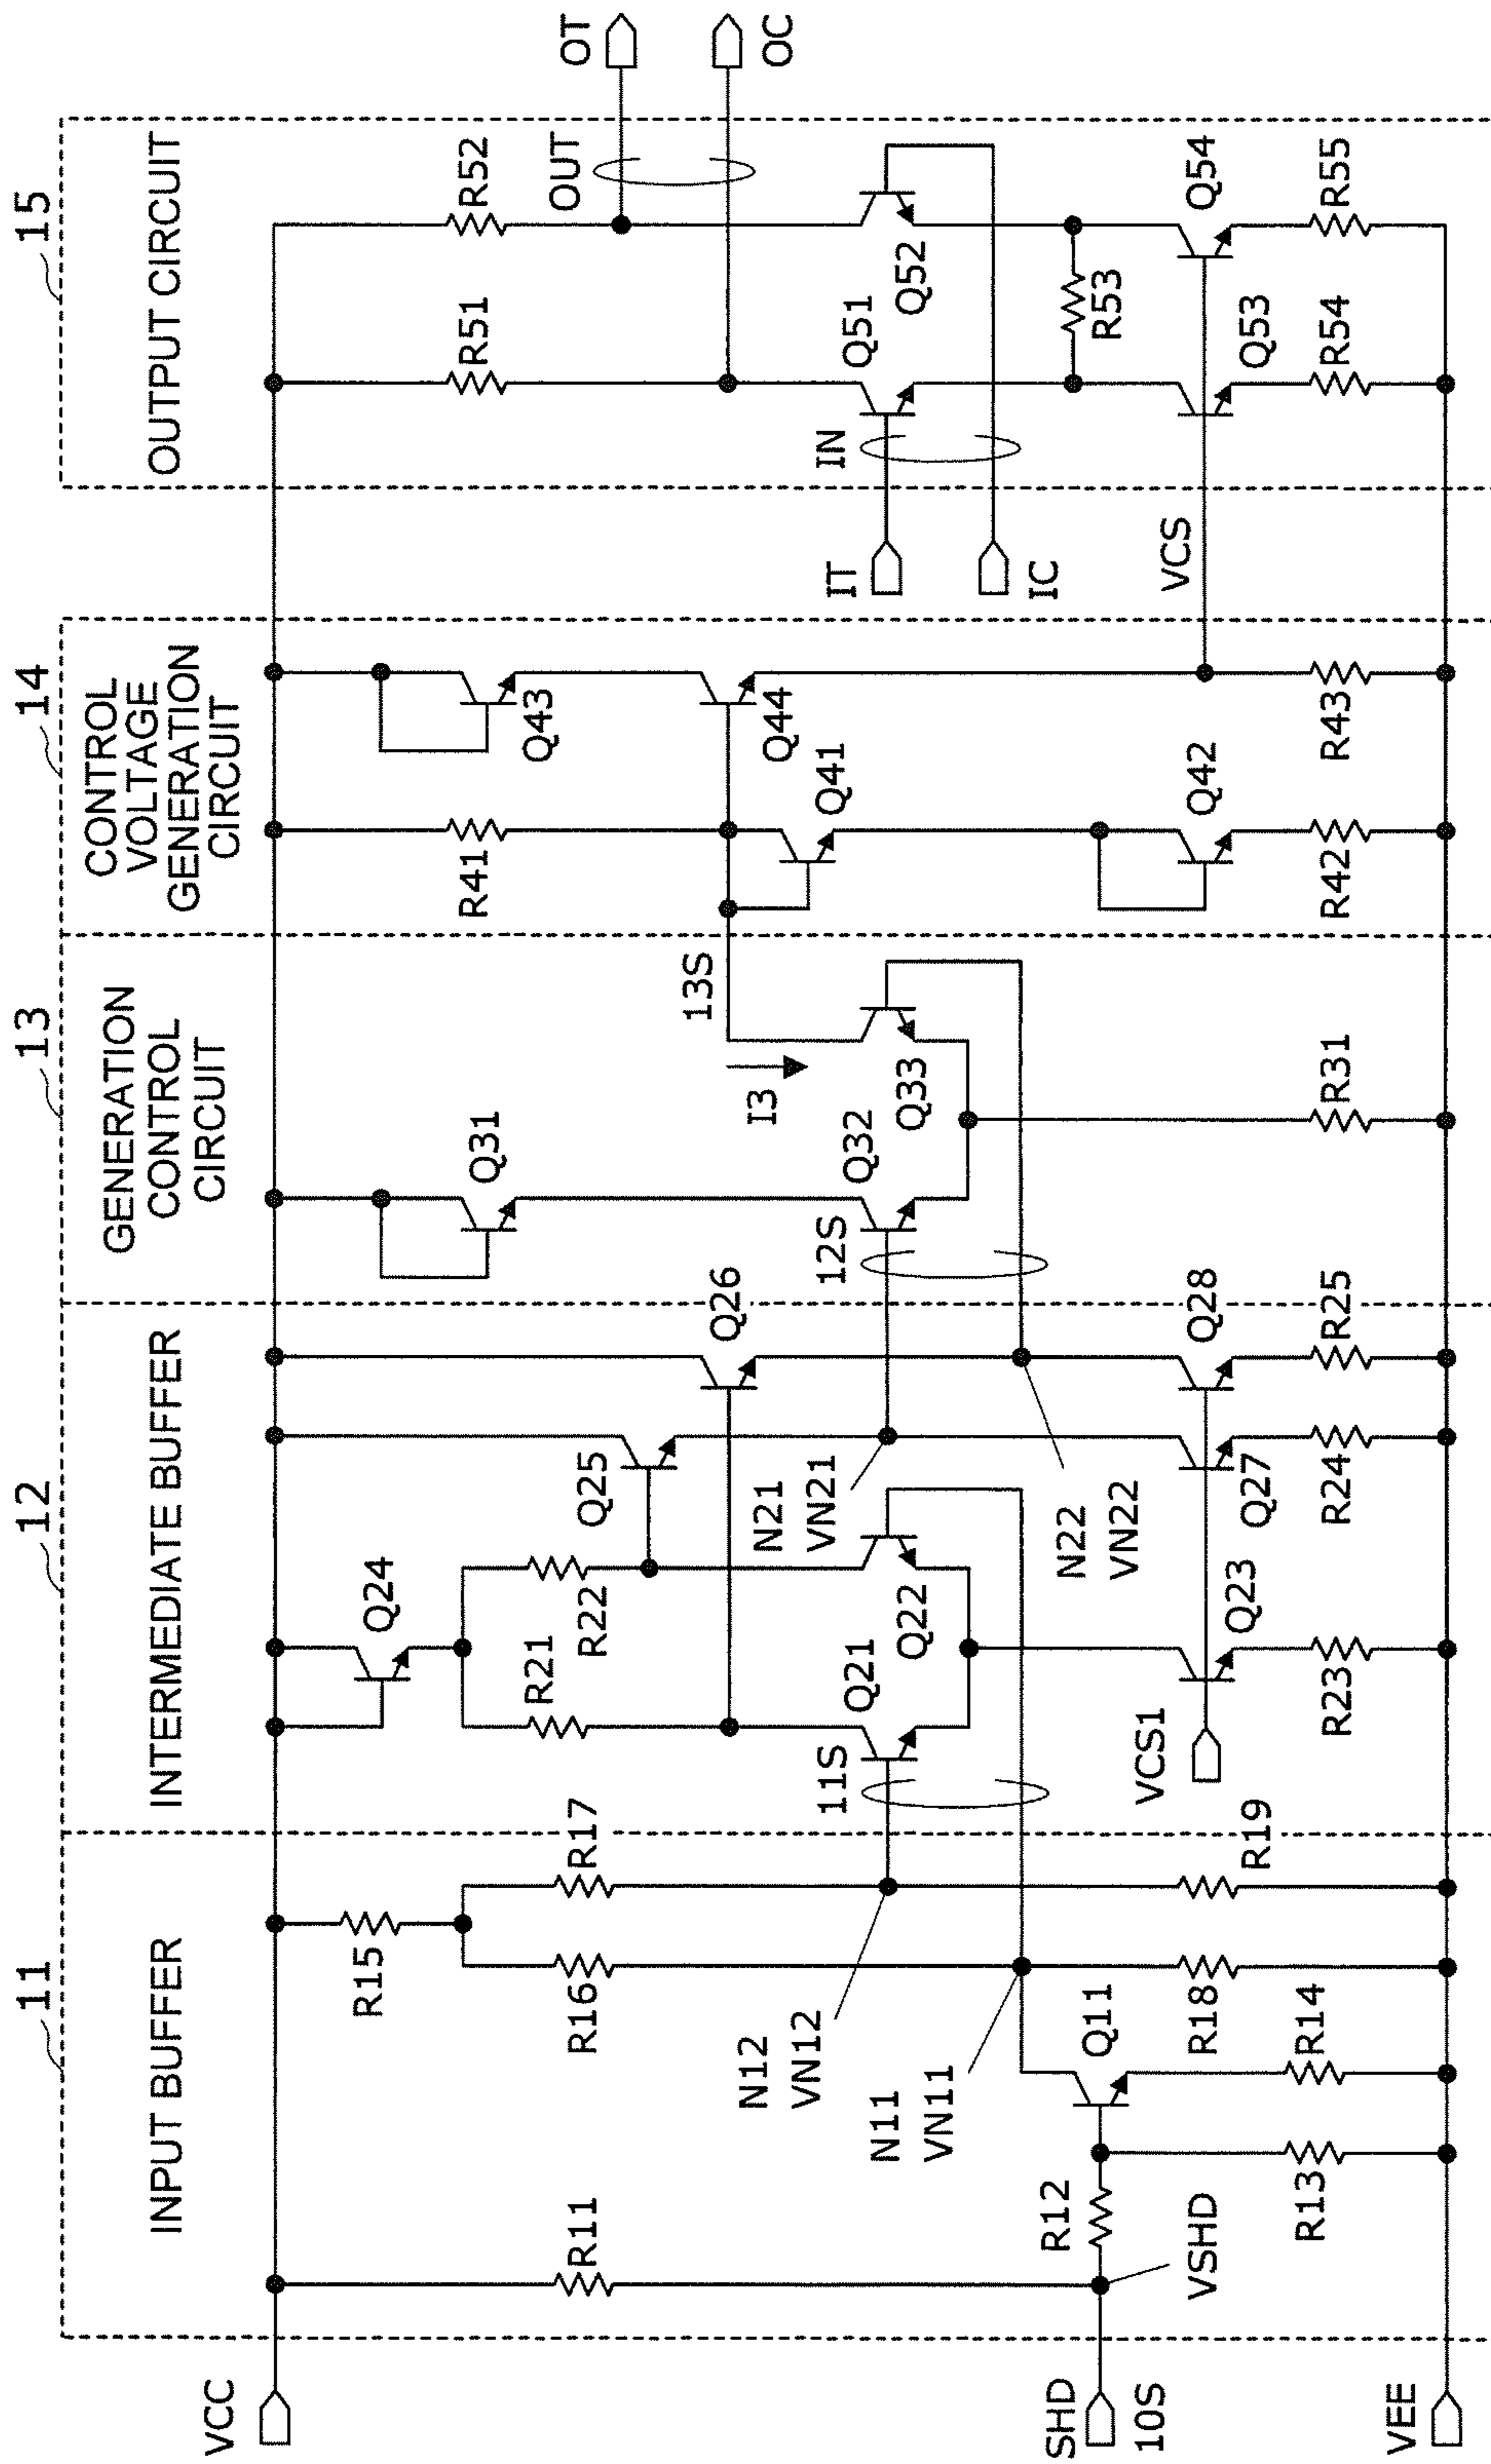 11
12
13
14
15
INPUT BUFFER
INTERMEDIATE BUFFER
GENERATION
CONTROL
CIRCUIT
CONTROL
VOLTAGE
GENERATION
CIRCUIT
OUTPUT CIRCUIT
VCC
SHD
10S
VEE
R11
R12
VSHD
R13
Q11
R14
R15
R16
R17
N12
VN12
N11
VN11
R18
R19
11S
Q24
R21
R22
Q21
Q22
Q25
Q26
N21
VN21
N22
VN22
VCS1
Q23
Q27
Q28
R23
R24
R25
12S
Q31
Q32
Q33
I3
13S
R31
R41
Q41
Q42
R42
Q43
Q44
R43
VCS
IT
IC
IN
R51
R52
OUT
OT
OC
Q51
Q52
R53
Q53
Q54
R54
R55